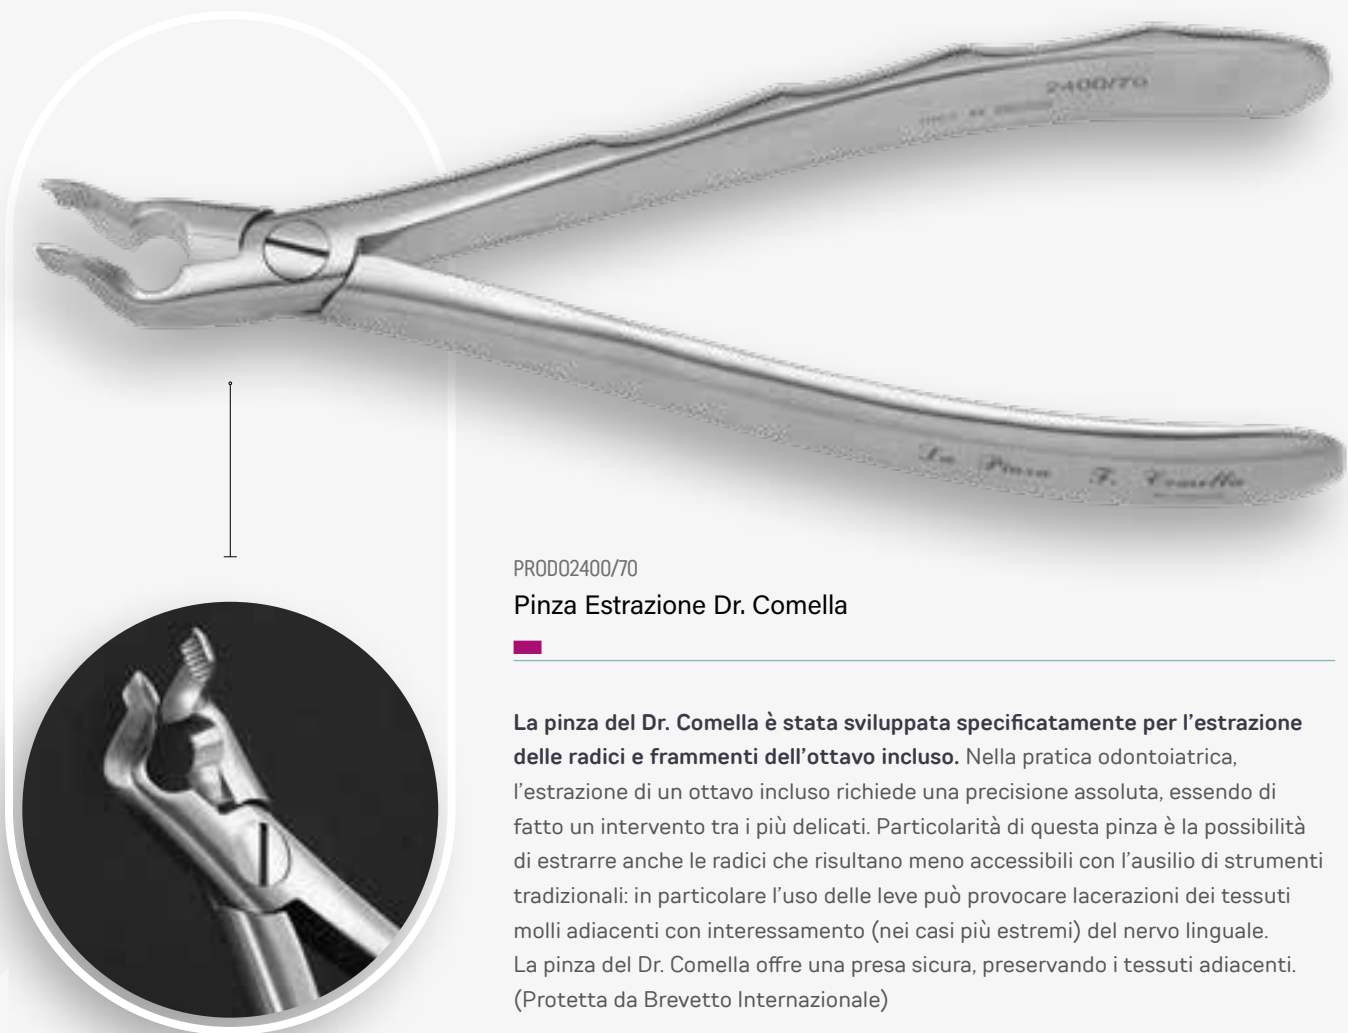 2400/70
La Pinza F. Comella
PRODO2400/70
Pinza Estrazione Dr. Comella
La pinza del Dr. Comella è stata sviluppata specificatamente per l'estrazione
delle radici e frammenti dell'ottavo incluso. Nella pratica odontoiatrica,
l'estrazione di un ottavo incluso richiede una precisione assoluta, essendo di
fatto un intervento tra i più delicati. Particolarità di questa pinza è la possibilità
di estrarre anche le radici che risultano meno accessibili con l'ausilio di strumenti
tradizionali: in particolare l'uso delle leve può provocare lacerazioni dei tessuti
molli adiacenti con interessamento (nei casi più estremi) del nervo linguale.
La pinza del Dr. Comella offre una presa sicura, preservando i tessuti adiacenti.
(Protetta da Brevetto Internazionale)